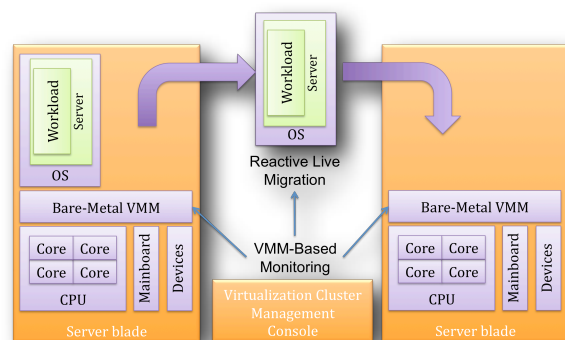 Workload
Server
OS
Bare-Metal VMM
Core Core
Core Core
CPU
Mainboard
Devices
Server blade
Workload
Server
OS
Reactive Live
Migration
VMM-Based
Monitoring
Virtualization Cluster
Management
Console
Bare-Metal VMM
Core Core
Core Core
CPU
Mainboard
Devices
Server blade